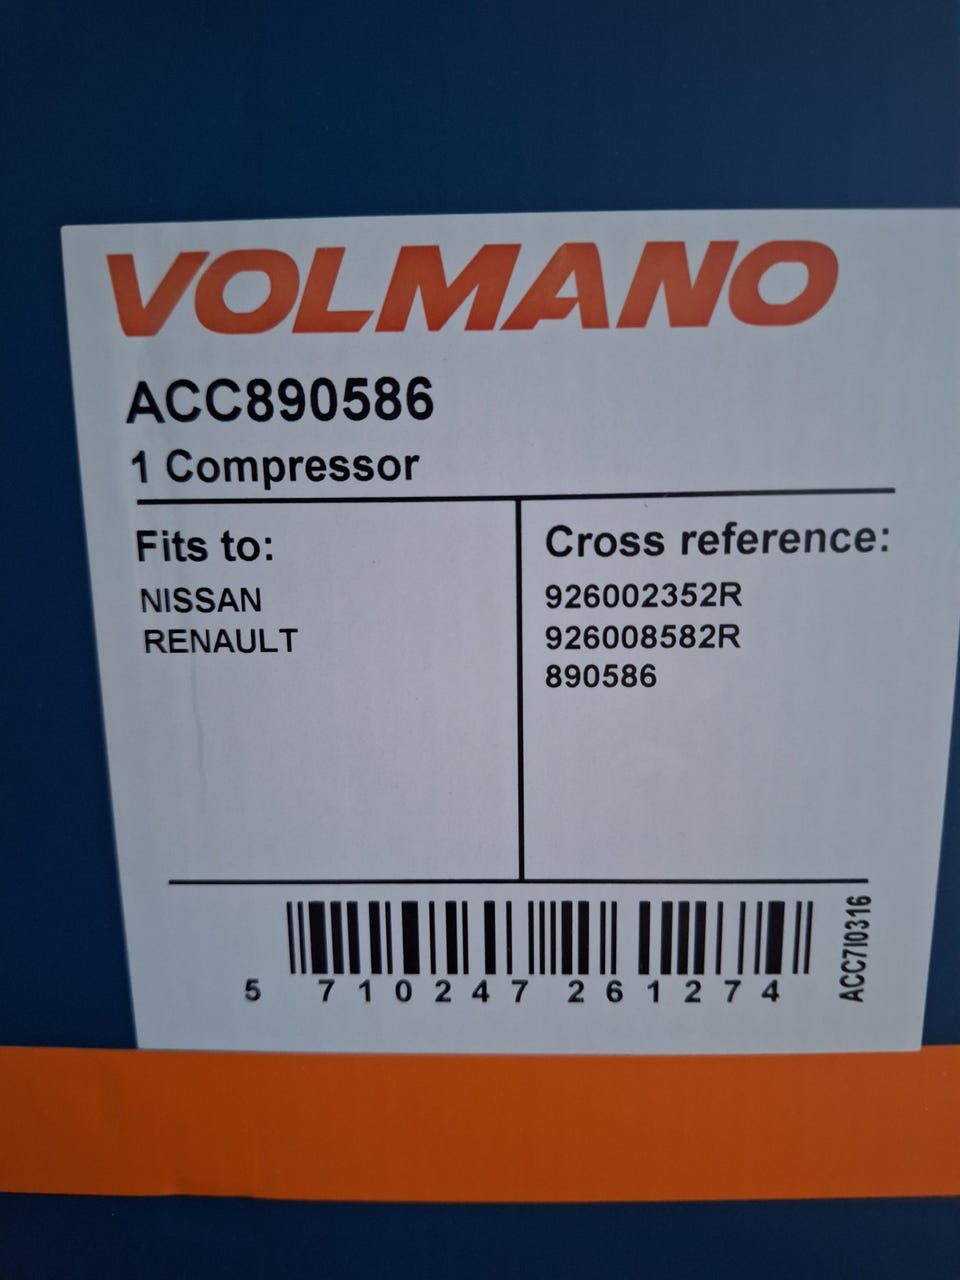 VOLMANO
ACC890586
1 Compressor
Fits to:
NISSAN
RENAULT
Cross reference:
926002352R
926008582R
890586
5 710247 261274
ACC7I0316